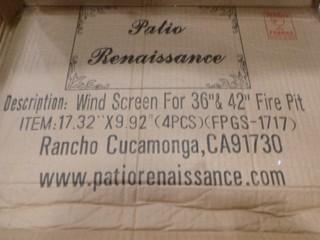 Patio
Renaissance
Description: Wind Screen For 36"& 42" Fire Pit
ITEM:17.32"X9.92"(4PCS)(FPGS-1717)
Rancho Cucamonga,CA91730
www.patiorenaissance.com